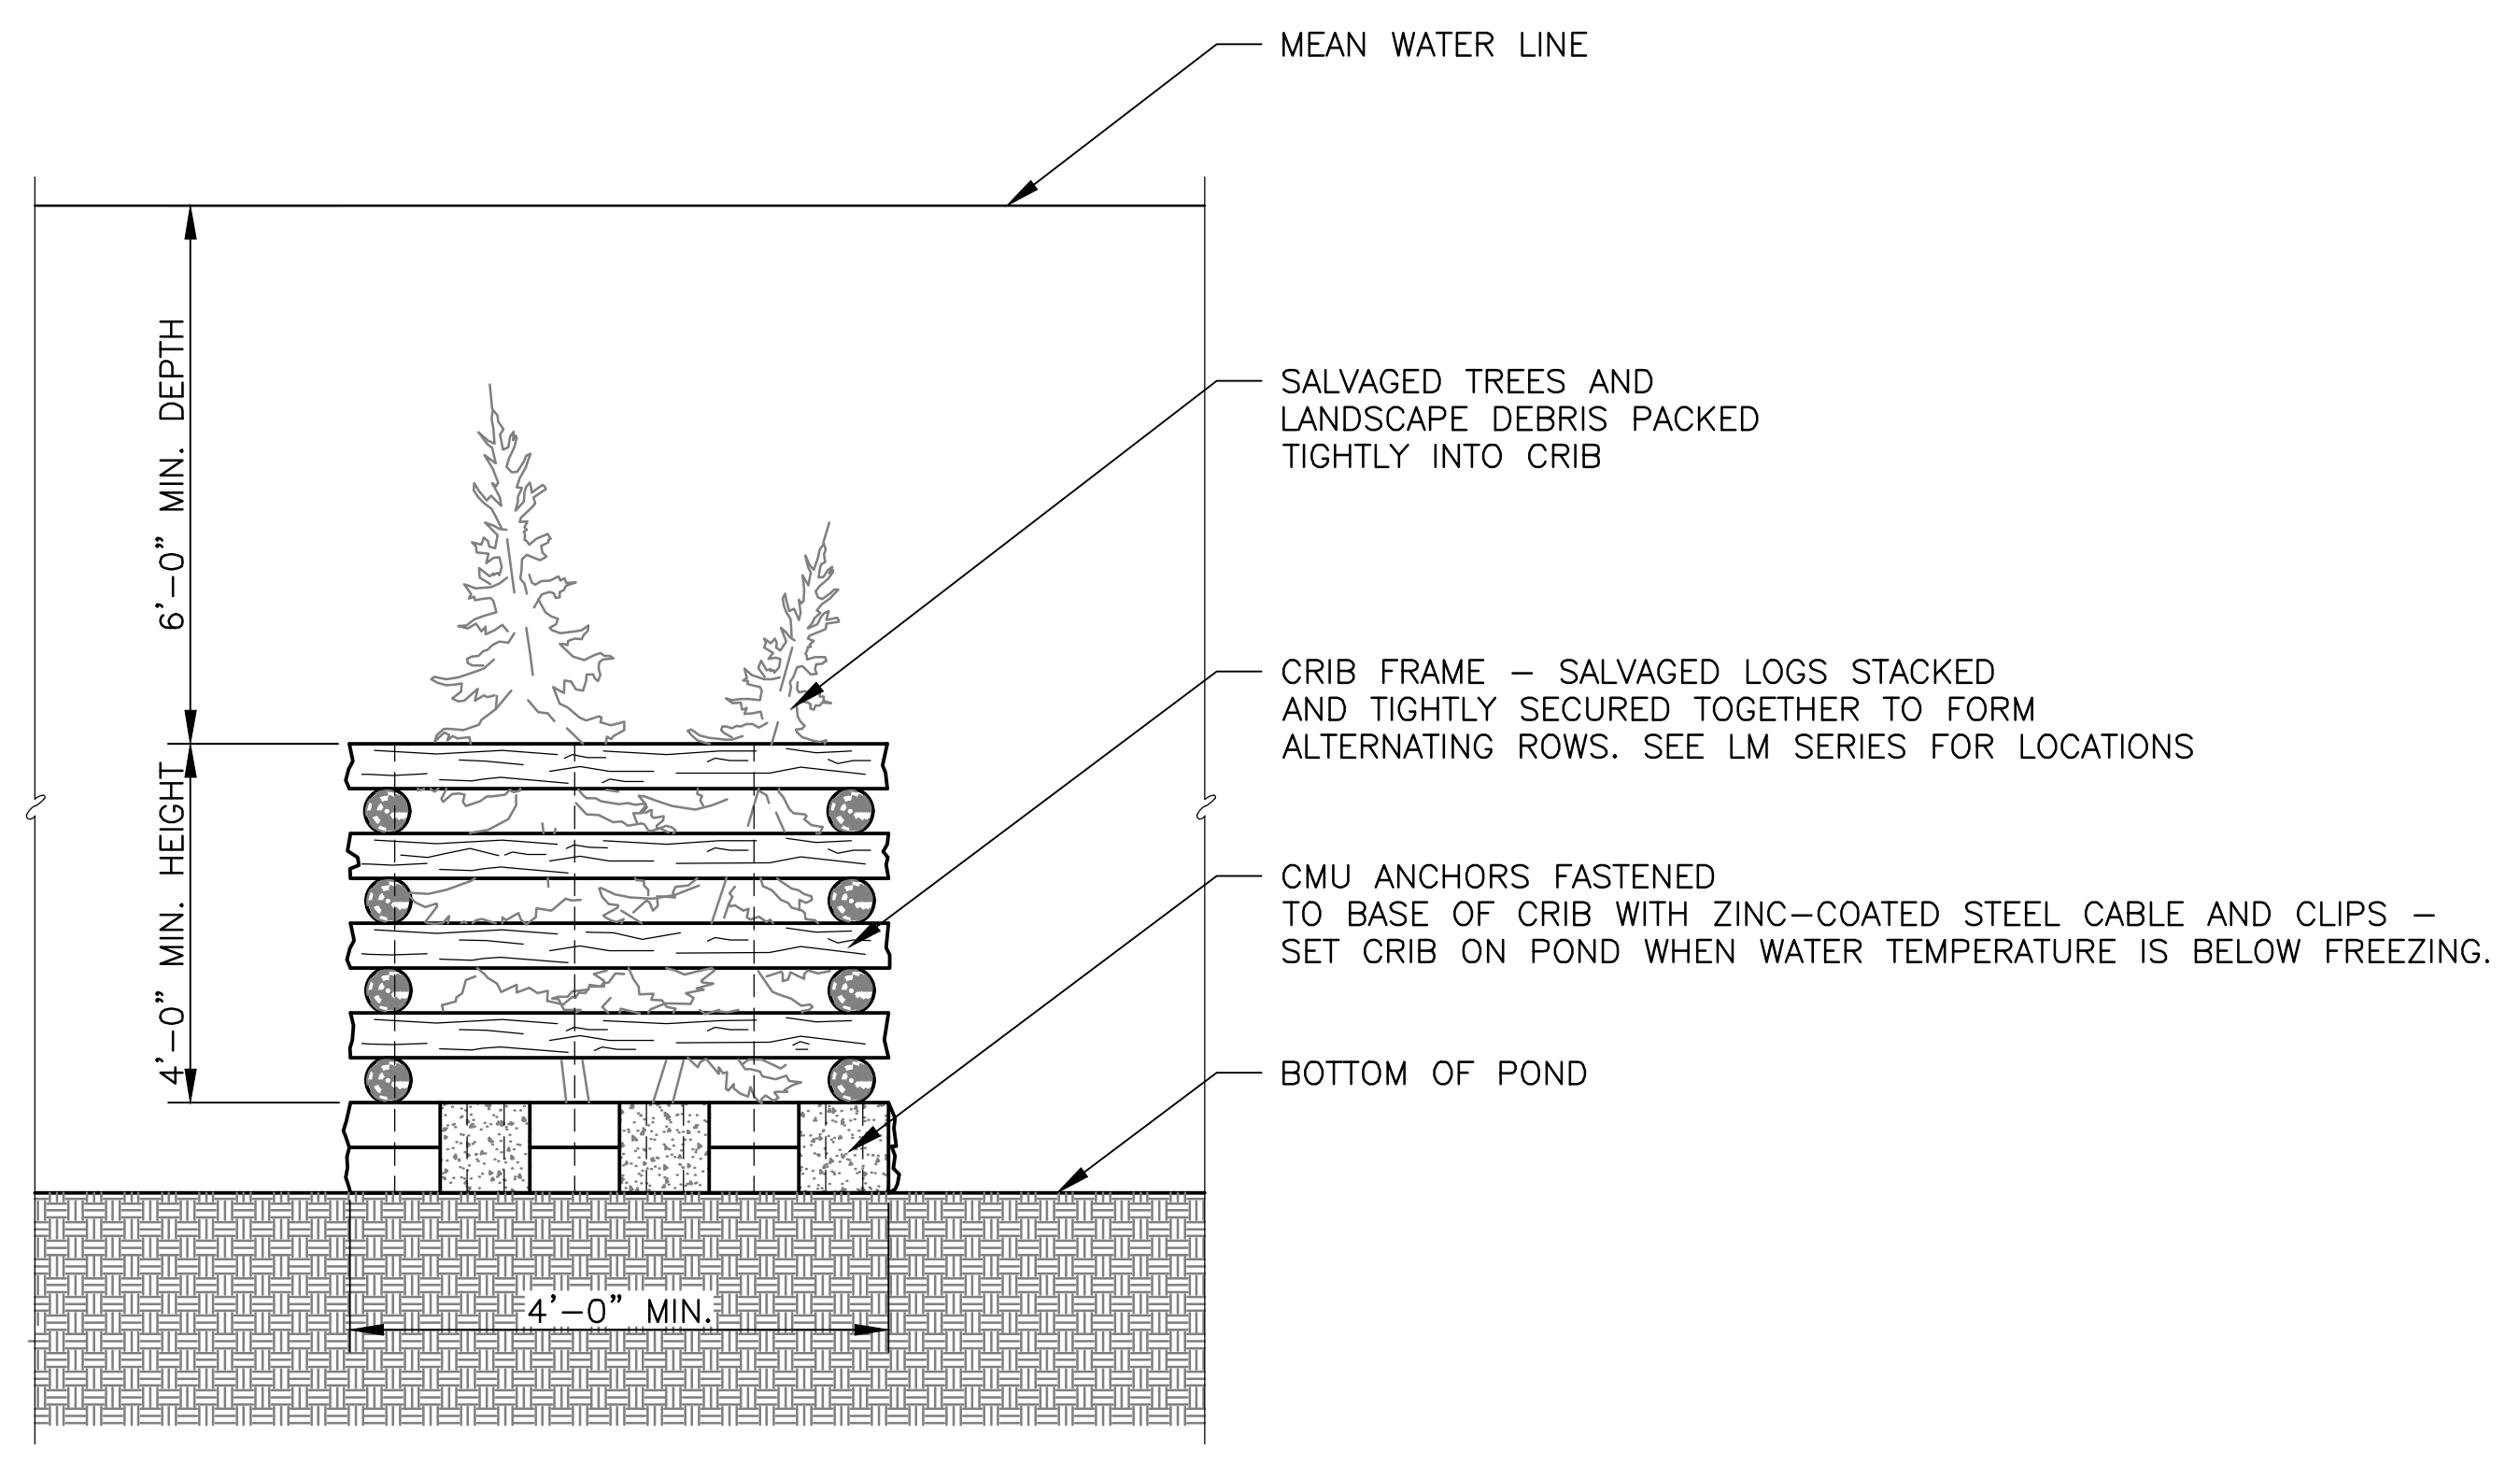 MEAN WATER LINE
6'-0" MIN. DEPTH
SALVAGED TREES AND
LANDSCAPE DEBRIS PACKED
TIGHTLY INTO CRIB
CRIB FRAME - SALVAGED LOGS STACKED
AND TIGHTLY SECURED TOGETHER TO FORM
ALTERNATING ROWS. SEE LM SERIES FOR LOCATIONS
4'-0" MIN. HEIGHT
CMU ANCHORS FASTENED
TO BASE OF CRIB WITH ZINC-COATED STEEL CABLE AND CLIPS -
SET CRIB ON POND WHEN WATER TEMPERATURE IS BELOW FREEZING.
BOTTOM OF POND
4'-0" MIN.